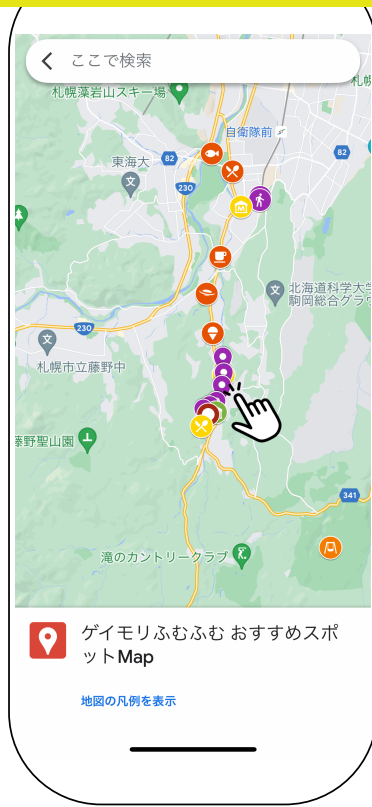 ここで検索
札幌
札幌藻岩山スキー場
自衛隊前
東海大
82
82
230
北海道科学大学
駒岡総合グラウ
230
札幌市立藤野中
藤野聖山園
341
滝のカントリークラブ
ゲイモリふむふむ おすすめスポ
ットMap
地図の凡例を表示